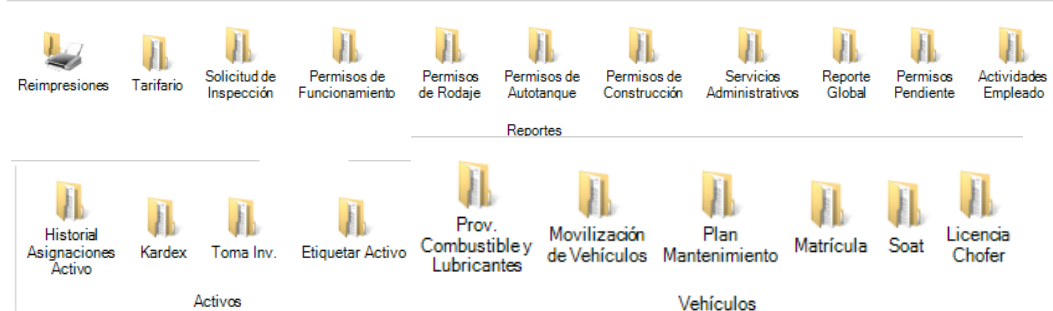 Reimpresiones
Tarifario
Solicitud de
Inspección
Permisos de
Funcionamiento
Permisos
de Rodaje
Permisos de
Autotanque
Permisos de
Construcción
Servicios
Administrativos
Reporte
Global
Permisos
Pendiente
Actividades
Empleado
Reportes
Historial
Asignaciones
Activo
Kardex
Toma Inv.
Etiquetar Activo
Activos
Prov.
Combustible y
Lubricantes
Movilización
de Vehículos
Plan
Mantenimiento
Matrícula
Soat
Licencia
Chofer
Vehículos